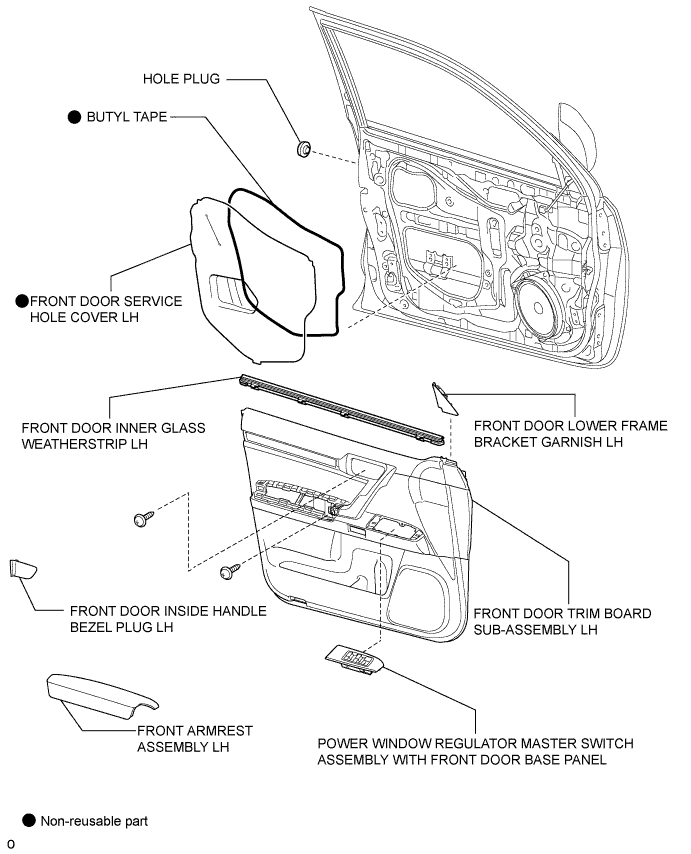 HOLE PLUG
BUTYL TAPE
FRONT DOOR SERVICE
HOLE COVER LH
FRONT DOOR INNER GLASS
WEATHERSTRIP LH
FRONT DOOR LOWER FRAME
BRACKET GARNISH LH
FRONT DOOR INSIDE HANDLE
BEZEL PLUG LH
FRONT DOOR TRIM BOARD
SUB-ASSEMBLY LH
FRONT ARMREST
ASSEMBLY LH
POWER WINDOW REGULATOR MASTER SWITCH
ASSEMBLY WITH FRONT DOOR BASE PANEL
Non-reusable part
O